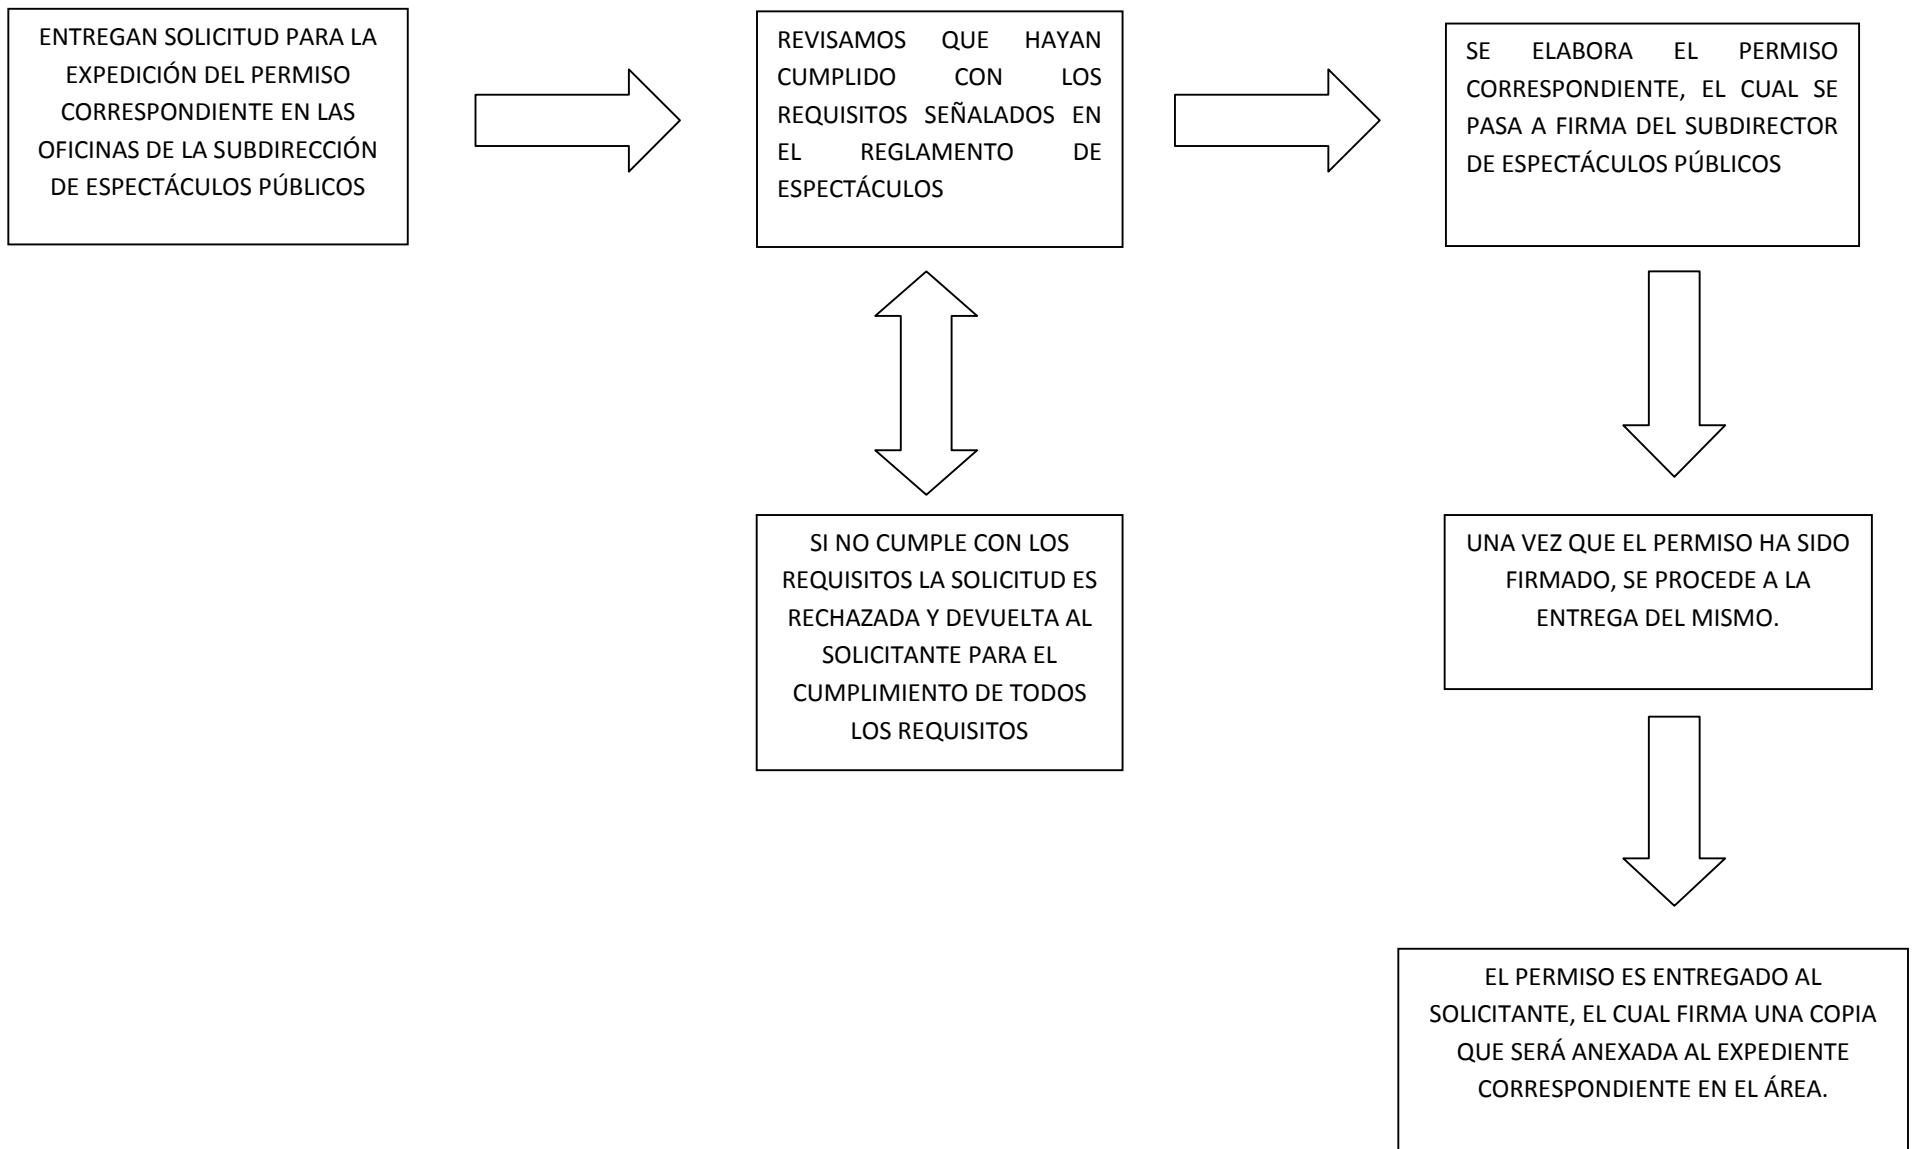 ENTREGAN SOLICITUD PARA LA
EXPEDICIÓN DEL PERMISO
CORRESPONDIENTE EN LAS
OFICINAS DE LA SUBDIRECCIÓN
DE ESPECTÁCULOS PÚBLICOS
REVISAMOS QUE HAYAN
CUMPLIDO CON LOS
REQUISITOS SEÑALADOS EN
EL REGLAMENTO DE
ESPECTÁCULOS
SE ELABORA EL PERMISO
CORRESPONDIENTE, EL CUAL SE
PASA A FIRMA DEL SUBDIRECTOR
DE ESPECTÁCULOS PÚBLICOS
SI NO CUMPLE CON LOS
REQUISITOS LA SOLICITUD ES
RECHAZADA Y DEVUELTA AL
SOLICITANTE PARA EL
CUMPLIMIENTO DE TODOS
LOS REQUISITOS
UNA VEZ QUE EL PERMISO HA SIDO
FIRMADO, SE PROCEDE A LA
ENTREGA DEL MISMO.
EL PERMISO ES ENTREGADO AL
SOLICITANTE, EL CUAL FIRMA UNA COPIA
QUE SERÁ ANEXADA AL EXPEDIENTE
CORRESPONDIENTE EN EL ÁREA.